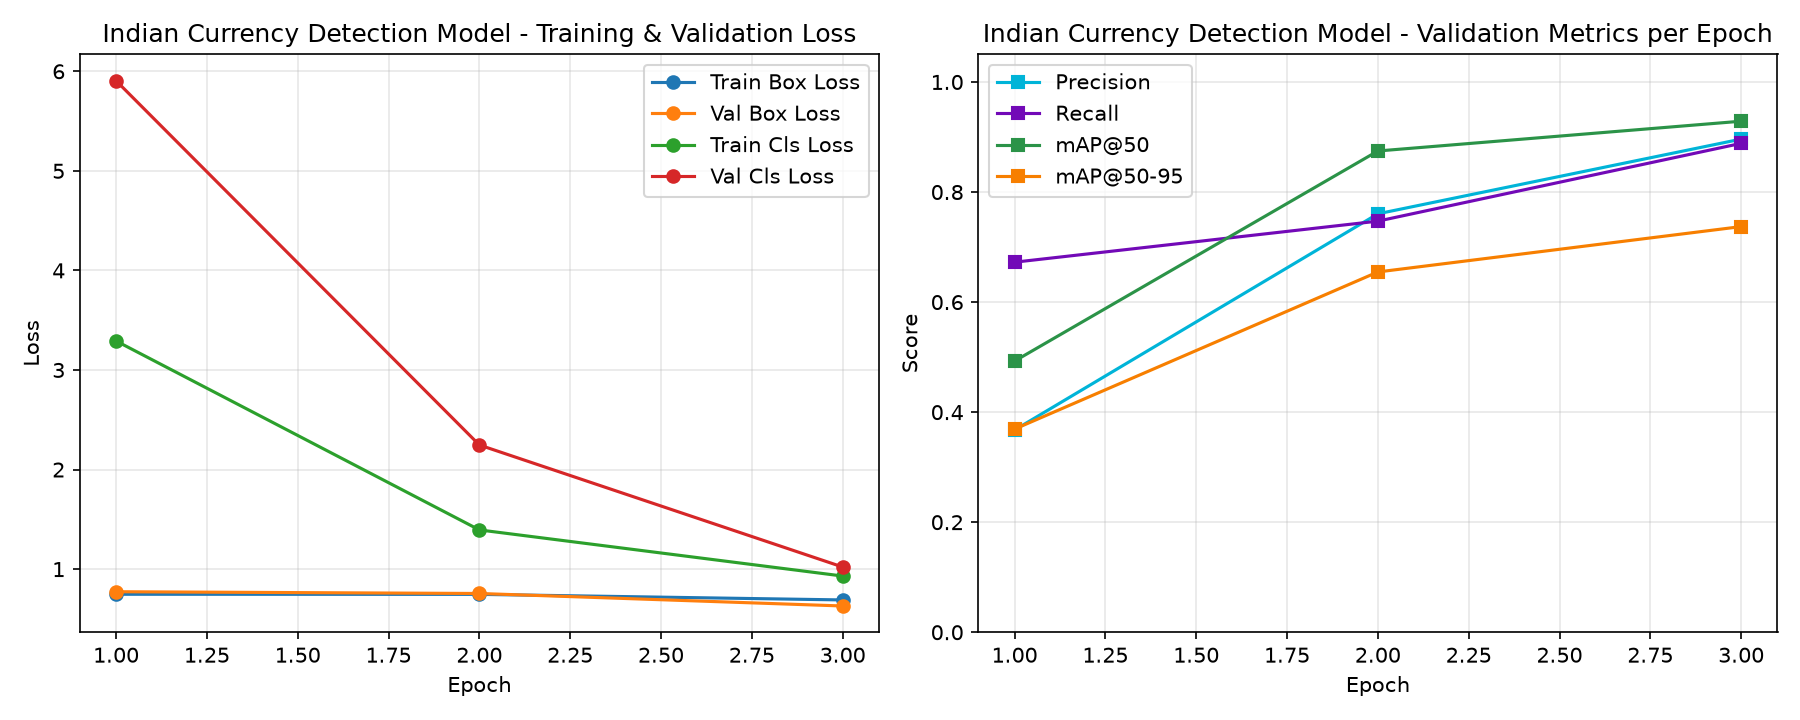 Indian Currency Detection Model - Training & Validation Loss
6
5
4
3
2
1
Loss
Train Box Loss
Val Box Loss
Train Cls Loss
Val Cls Loss
1.00 1.25 1.50 1.75 2.00 2.25 2.50 2.75 3.00
Epoch
Indian Currency Detection Model - Validation Metrics per Epoch
1.0
0.8
0.6
0.4
0.2
0.0
Score
Precision
Recall
mAP@50
mAP@50-95
1.00 1.25 1.50 1.75 2.00 2.25 2.50 2.75 3.00
Epoch